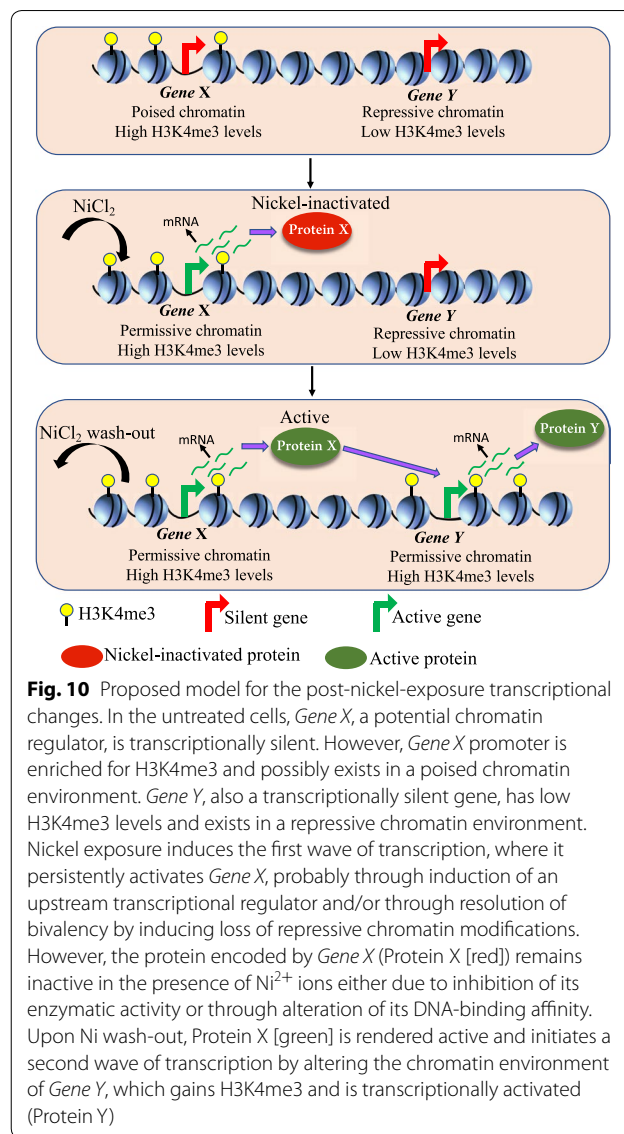 Gene X
Gene Y
Poised chromatin
Repressive chromatin
High H3K4me3 levels
Low H3K4me3 levels
NiCl2
mRNA
Nickel-inactivated
Protein X
Gene X
Gene Y
Permissive chromatin
Repressive chromatin
High H3K4me3 levels
Low H3K4me3 levels
NiCl2 wash-out
mRNA
Active
Protein X
mRNA
Protein Y
Gene X
Gene Y
Permissive chromatin
Permissive chromatin
High H3K4me3 levels
High H3K4me3 levels
H3K4me3
Silent gene
Active gene
Nickel-inactivated protein
Active protein
Fig. 10 Proposed model for the post-nickel-exposure transcriptional
changes. In the untreated cells, Gene X, a potential chromatin
regulator, is transcriptionally silent. However, Gene X promoter is
enriched for H3K4me3 and possibly exists in a poised chromatin
environment. Gene Y, also a transcriptionally silent gene, has low
H3K4me3 levels and exists in a repressive chromatin environment.
Nickel exposure induces the first wave of transcription, where it
persistently activates Gene X, probably through induction of an
upstream transcriptional regulator and/or through resolution of
bivalency by inducing loss of repressive chromatin modifications.
However, the protein encoded by Gene X (Protein X [red]) remains
inactive in the presence of Ni2+ ions either due to inhibition of its
enzymatic activity or through alteration of its DNA-binding affinity.
Upon Ni wash-out, Protein X [green] is rendered active and initiates a
second wave of transcription by altering the chromatin environment
of Gene Y, which gains H3K4me3 and is transcriptionally activated
(Protein Y)